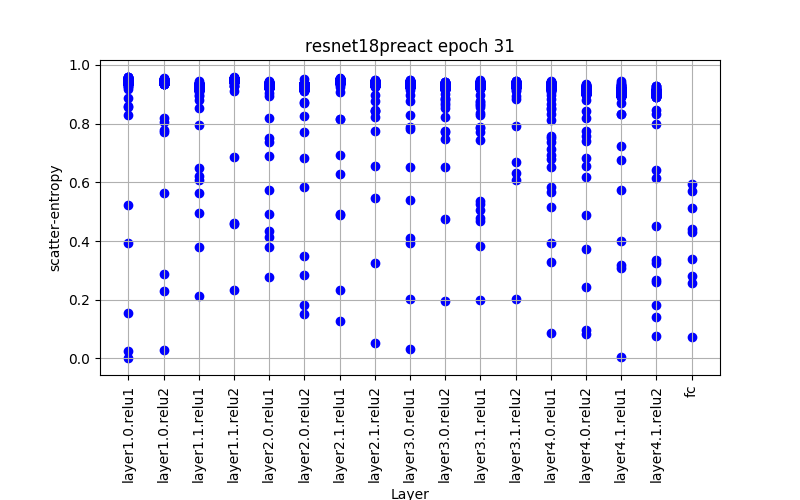 resnet18preact epoch 31
scatter-entropy
1.0
0.8
0.6
0.4
0.2
0.0
layer1.0.relu1
layer1.0.relu2
layer1.1.relu1
layer1.1.relu2
layer2.0.relu1
layer2.0.relu2
layer2.1.relu1
layer2.1.relu2
layer3.0.relu1
layer3.0.relu2
layer3.1.relu1
layer3.1.relu2
layer4.0.relu1
layer4.0.relu2
layer4.1.relu1
layer4.1.relu2
fc
Layer